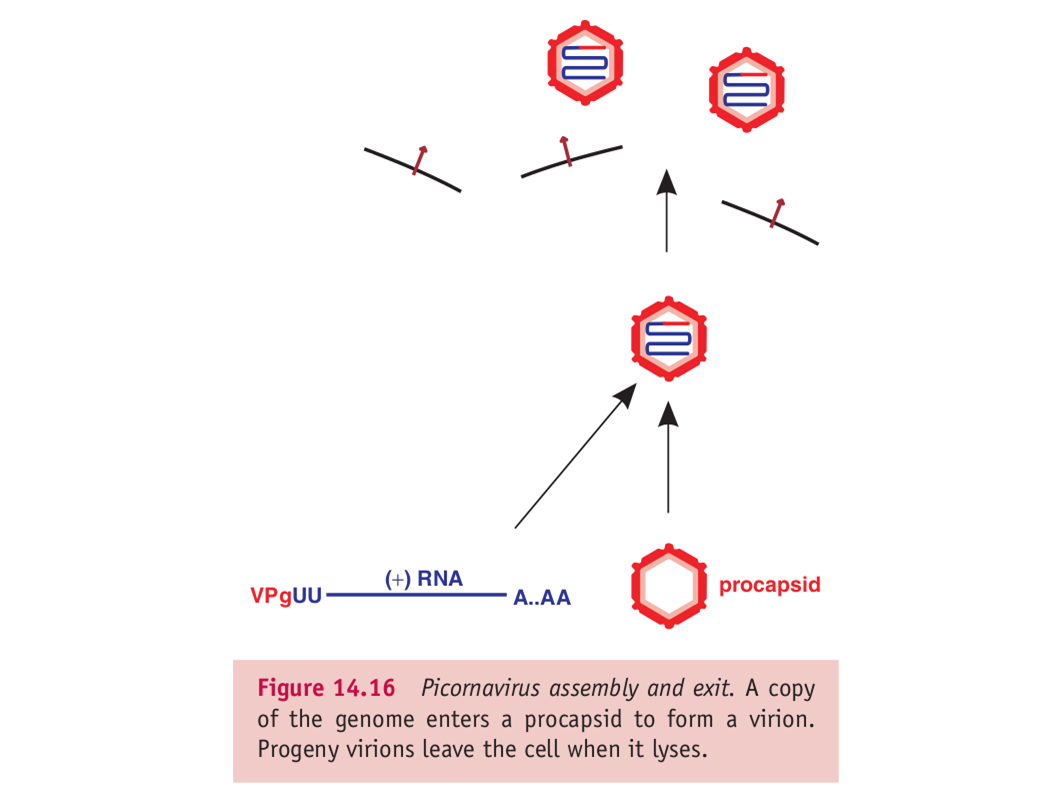 (+) RNA
VPgUU
A..AA
procapsid
Figure 14.16 Picornavirus assembly and exit. A copy
of the genome enters a procapsid to form a virion.
Progeny virions leave the cell when it lyses.